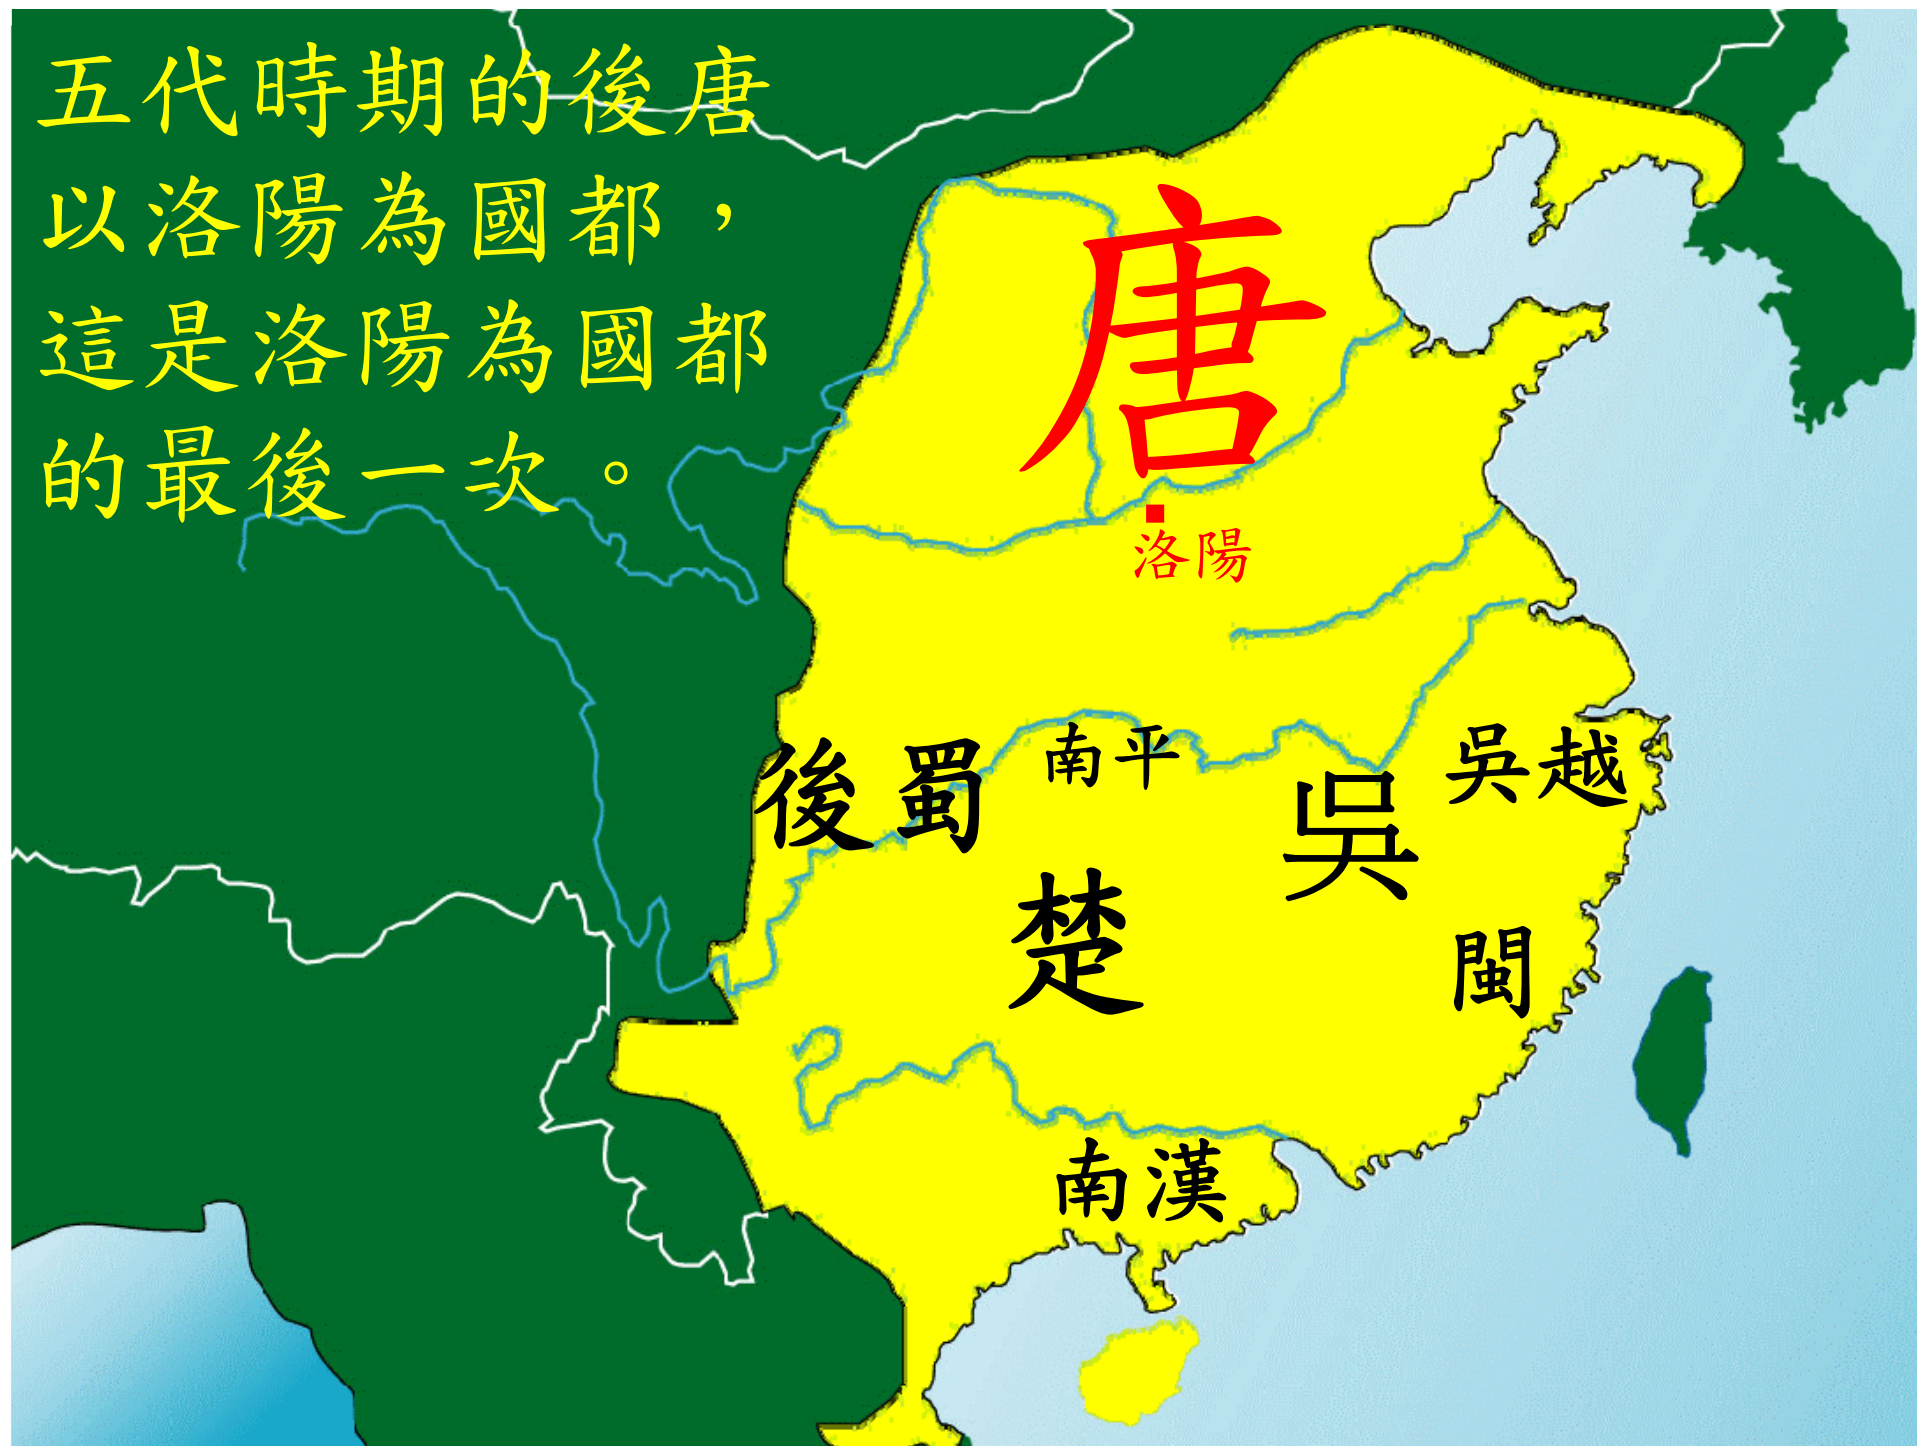 五代時期的後唐
以洛陽為國都，
這是洛陽為國都
的最後一次。
唐
洛陽
後蜀
南平
吳越
吳
楚
閩
南漢